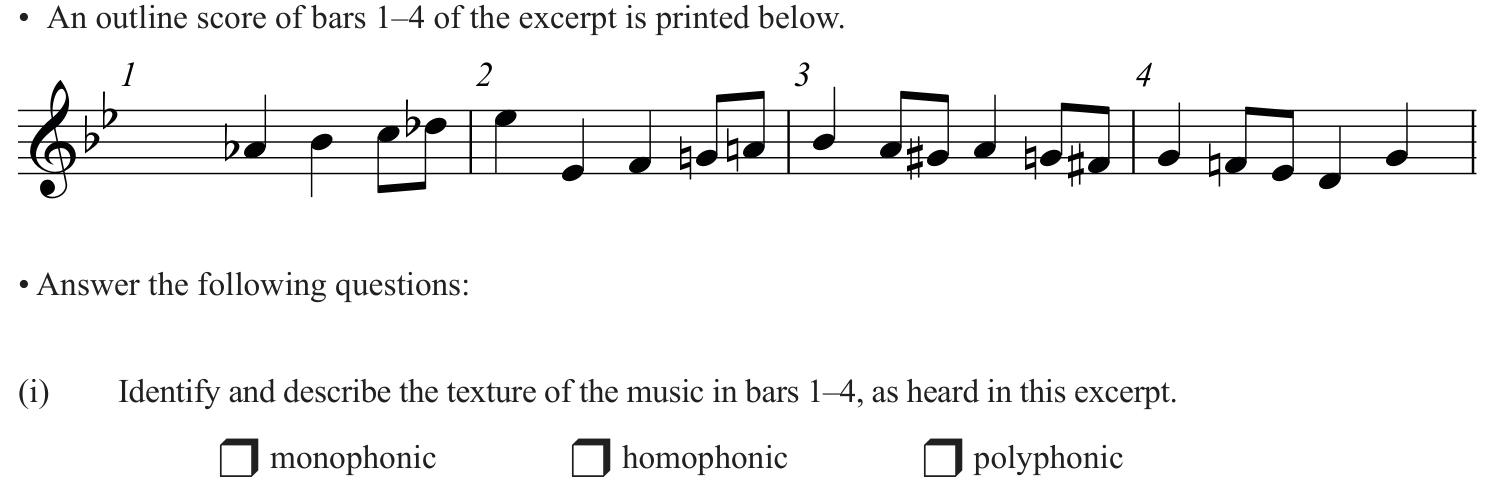 • An outline score of bars 1–4 of the excerpt is printed below.
1 2 3 4
• Answer the following questions:
(i) Identify and describe the texture of the music in bars 1–4, as heard in this excerpt.
monophonic homophonic polyphonic